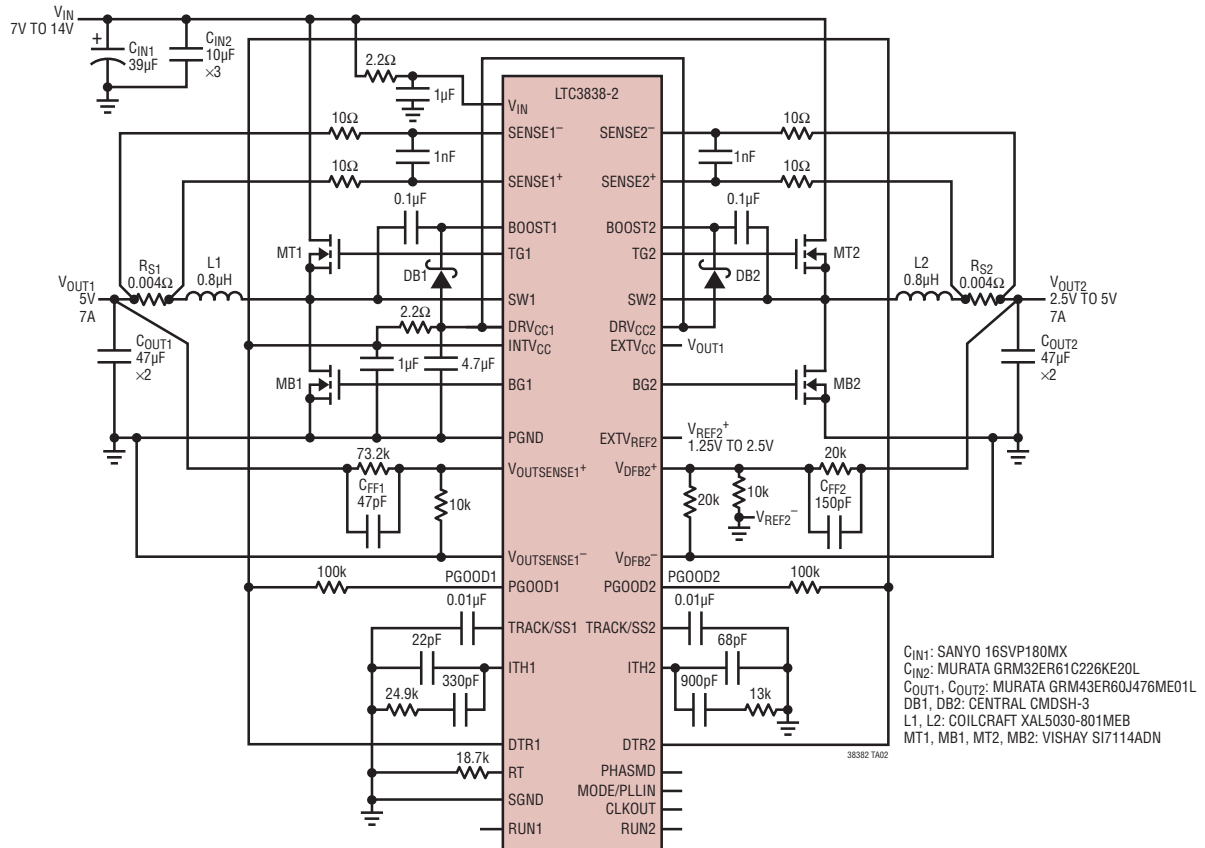 VIN
7V TO 14V
+
CIN1
39µF
CIN2
10µF
×3
2.2Ω
1µF
VIN
LTC3838-2
10Ω
SENSE1–
SENSE2–
10Ω
1nF
1nF
10Ω
SENSE1+
SENSE2+
10Ω
0.1µF
0.1µF
BOOST1
BOOST2
MT1
TG1
TG2
MT2
DB1
DB2
VOUT1
5V
7A
RS1
0.004Ω
L1
0.8µH
SW1
SW2
L2
0.8µH
RS2
0.004Ω
VOUT2
2.5V TO 5V
7A
2.2Ω
DRVCC1
DRVCC2
INTVCC
EXTVCC
VOUT1
COUT1
47µF
×2
1µF
4.7µF
COUT2
47µF
×2
MB1
BG1
BG2
MB2
PGND
EXTVREF2
VREF2+
1.25V TO 2.5V
73.2k
VOUTSENSE1+
VDFB2+
20k
CFF1
47pF
10k
20k
10k
CFF2
150pF
VREF2–
VOUTSENSE1–
VDFB2–
100k
PGOOD1
PGOOD1
PGOOD2
PGOOD2
100k
0.01µF
0.01µF
TRACK/SS1
TRACK/SS2
22pF
68pF
ITH1
ITH2
330pF
24.9k
900pF
13k
DTR1
DTR2
18.7k
RT
PHASMD
MODE/PLLIN
SGND
CLKOUT
RUN1
RUN2
38382 TA02
CIN1: SANYO 16SVP180MX
CIN2: MURATA GRM32ER61C226KE20L
COUT1, COUT2: MURATA GRM43ER60J476ME01L
DB1, DB2: CENTRAL CMDSH-3
L1, L2: COILCRAFT XAL5030-801MEB
MT1, MB1, MT2, MB2: VISHAY SI7114ADN